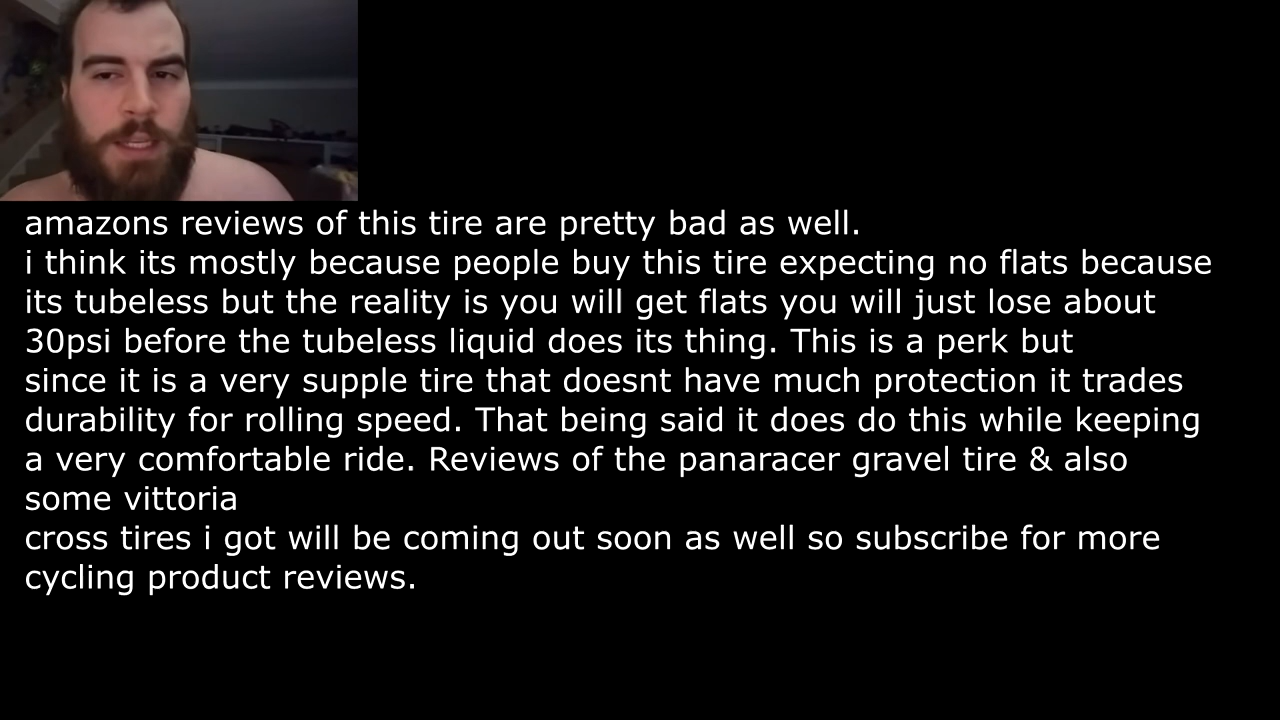 amazons reviews of this tire are pretty bad as well.
i think its mostly because people buy this tire expecting no flats because
its tubeless but the reality is you will get flats you will just lose about
30psi before the tubeless liquid does its thing. This is a perk but
since it is a very supple tire that doesnt have much protection it trades
durability for rolling speed. That being said it does do this while keeping
a very comfortable ride. Reviews of the panaracer gravel tire & also
some vittoria
cross tires i got will be coming out soon as well so subscribe for more
cycling product reviews.